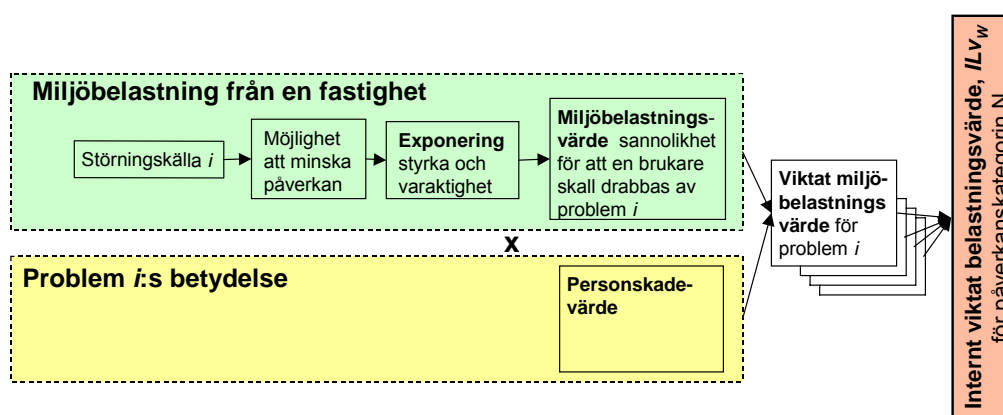 Miljöbelastning från en fastighet
Störningskälla i
Möjlighet
att minska
påverkan
Exponering
styrka och
varaktighet
Miljöbelastnings-
värde sannolikhet
för att en brukare
skall drabbas av
problem i
x
Problem i:s betydelse
Personskade-
värde
Viktat miljö-
belastnings
värde för
problem i
Internt viktat belastningsvärde, ILvw
för påverkanskategorin N